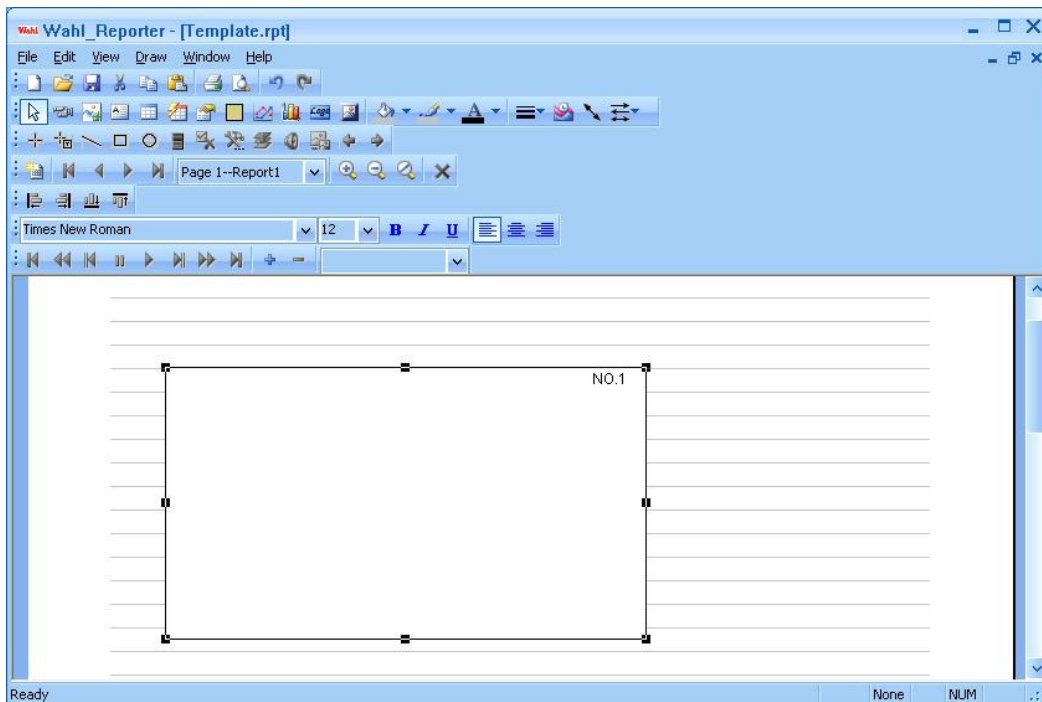 Wahl Wahl_Reporter - [Template.rpt]
File Edit View Draw Window Help
A
Page 1--Report1
Times New Roman 12 B I U
NO.1
Ready None NUM